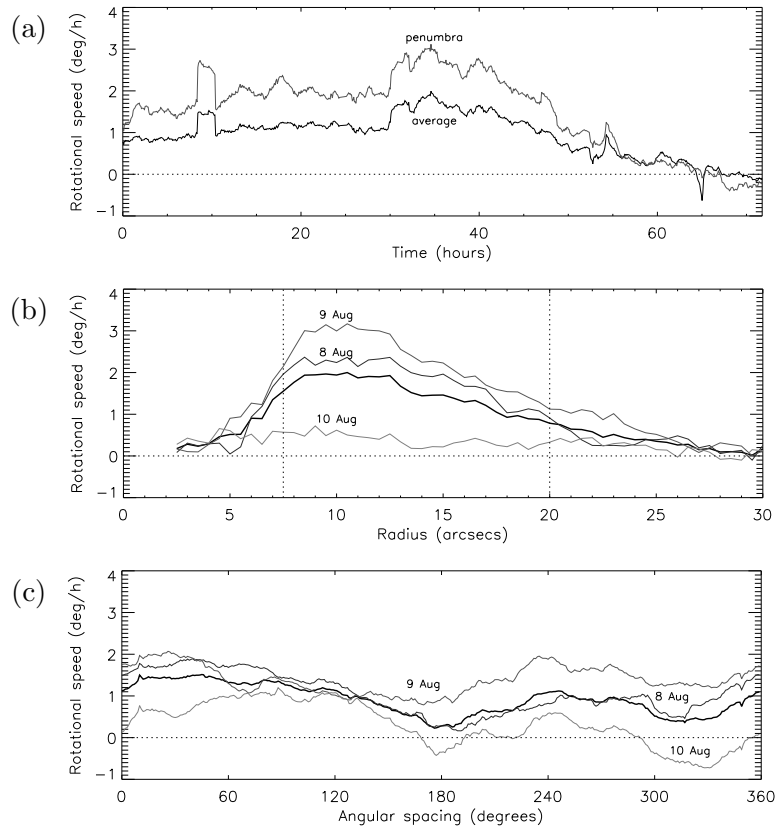 (a)
Rotational speed (deg/h)
4
3
2
1
0
−1
penumbra
average
0 20 40 60
Time (hours)
(b)
Rotational speed (deg/h)
4
3
2
1
0
−1
9 Aug
8 Aug
10 Aug
0 5 10 15 20 25 30
Radius (arcsecs)
(c)
Rotational speed (deg/h)
4
3
2
1
0
−1
9 Aug
8 Aug
10 Aug
0 60 120 180 240 300 360
Angular spacing (degrees)